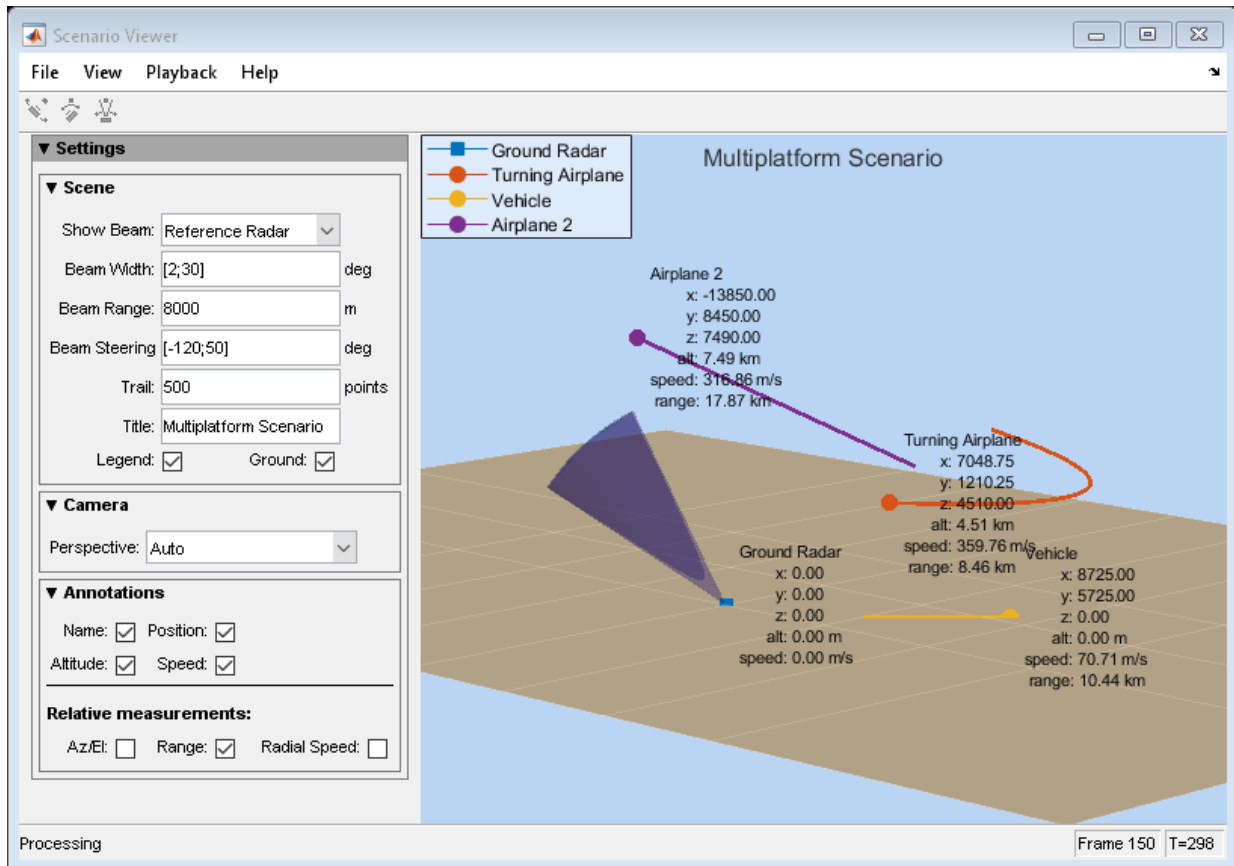 Scenario Viewer
File View Playback Help
▼ Settings
▼ Scene
Show Beam: Reference Radar
Beam Width: [2;30] deg
Beam Range: 8000 m
Beam Steering [-120;50] deg
Trail: 500 points
Title: Multiplatform Scenario
Legend: Ground:
▼ Camera
Perspective: Auto
▼ Annotations
Name: Position:
Altitude: Speed:
Relative measurements:
Az/El: Range: Radial Speed:
Ground Radar
Turning Airplane
Vehicle
Airplane 2
Multiplatform Scenario
Airplane 2
x: -13850.00
y: 8450.00
z: 7490.00
alt: 7.49 km
speed: 316.86 m/s
range: 17.87 km
Turning Airplane
x: 7048.75
y: 1210.25
z: 4510.00
alt: 4.51 km
speed: 359.76 m/s
range: 8.46 km
Ground Radar
x: 0.00
y: 0.00
z: 0.00
alt: 0.00 m
speed: 0.00 m/s
Vehicle
x: 8725.00
y: 5725.00
z: 0.00
alt: 0.00 m
speed: 70.71 m/s
range: 10.44 km
Processing
Frame 150 T=298